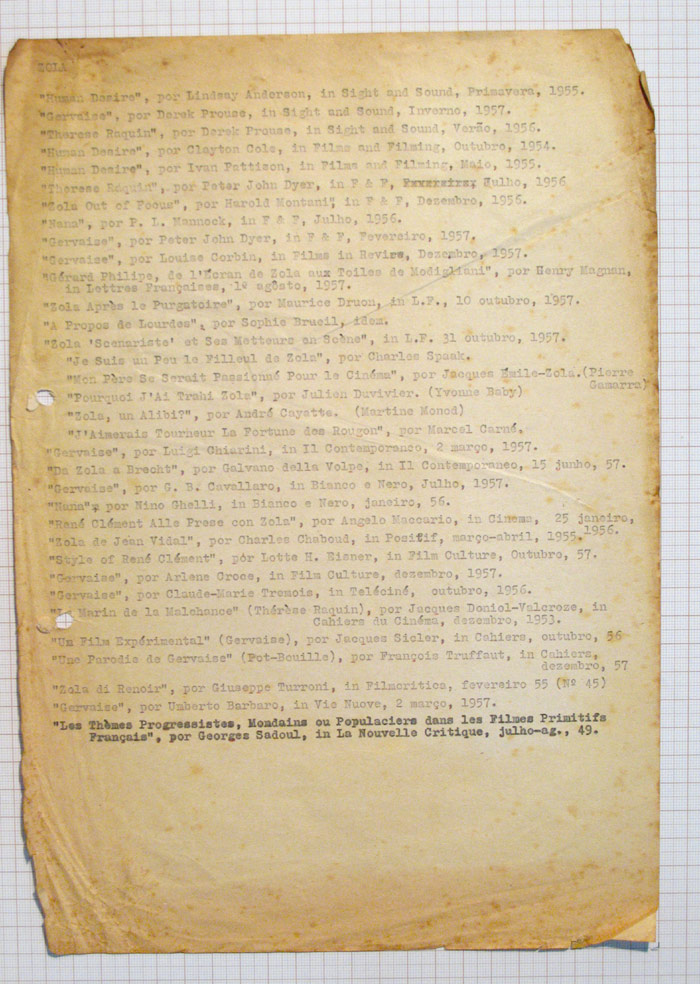 ZOLA
"Human Desire", por Lindsay Anderson, in Sight and Sound, Primavera, 1955.
"Gervaise", por Derek Prouse, in Sight and Sound, Inverno, 1957.
"Therese Raquin", por Derek Prouse, in Sight and Sound, Verão, 1956.
"Human Desire", por Clayton Cole, in Films and Filming, Outubro, 1954.
"Human Desire", por Ivan Pattison, in Films and Filming, Maio, 1955.
"Therese Raquin", por Peter John Dyer, in F & F, Julho, 1956
"Zola Out of Focus", por Harold Montani", in F & F, Dezembro, 1956.
"Nana", por P. L. Mannock, in F & F, Julho, 1956.
"Gervaise", por Peter John Dyer, in F & F, Fevereiro, 1957.
"Gervaise", por Louise Corbin, in Films in Review, Dezembro, 1957.
"Gérard Philipe, de l'Écran de Zola aux Toiles de Modigliani", por Henry Magnan,
in Lettres Françaises, 1º agôsto, 1957.
"Zola Après le Purgatoire", por Maurice Druon, in L.F., 10 outubro, 1957.
"A Propos de Lourdes", por Sophie Brueil, idem.
"Zola 'Scenariste' et Ses Metteurs en Scène", in L.F. 31 outubro, 1957.
"Je Suis un Peu le Filleul de Zola", por Charles Spaak.
"Mon Père Se Serait Passionné Pour le Cinéma", por Jacques Émile-Zola.(Pierre
Gamarra)
"Pourquoi J'Ai Trahi Zola", por Julien Duvivier. (Yvonne Baby)
"Zola, un Alibi?", por André Cayatte. (Martine Monod)
"J'Aimerais Tourneur La Fortune des Rougon", por Marcel Carné.
"Gervaise", por Luigi Chiarini, in Il Contemporaneo, 2 março, 1957.
"Da Zola a Brecht", por Galvano della Volpe, in Il Contemporaneo, 15 junho, 57.
"Gervaise", por G. B. Cavallaro, in Bianco e Nero, Julho, 1957.
"Nana", por Nino Ghelli, in Bianco e Nero, janeiro, 56.
"René Clément Alle Prese con Zola", por Angelo Maccario, in Cinema, 25 janeiro,
1956.
"Zola de Jean Vidal", por Charles Chaboud, in Positif, março-abril, 1955.
"Style of René Clément", pór Lotte H. Eisner, in Film Culture, Outubro, 57.
"Gervaise", por Arlene Croce, in Film Culture, dezembro, 1957.
"Gervaise", por Claude-Marie Tremois, in Teléciné, outubro, 1956.
Marin de la Malchance" (Thérèse Raquin), por Jacques Doniol-Valcroze, in
Cahiers du Cinéma, dezembro, 1953.
"Un Film Expérimental" (Gervaise), por Jacques Siclier, in Cahiers, outubro, 56
"Une Parodie de Gervaise" (Pot-Bouille), por François Truffaut, in Cahiers,
dezembro, 57
"Zola di Renoir", por Giuseppe Turroni, in Filmcritica, fevereiro 55 (Nº 45)
"Gervaise", por Umberto Barbaro, in Vie Nuove, 2 março, 1957.
"Les Thèmes Progressistes, Mondains ou Populaciers dans les Filmes Primitifs
Français", por Georges Sadoul, in La Nouvelle Critique, julho-ag., 49.